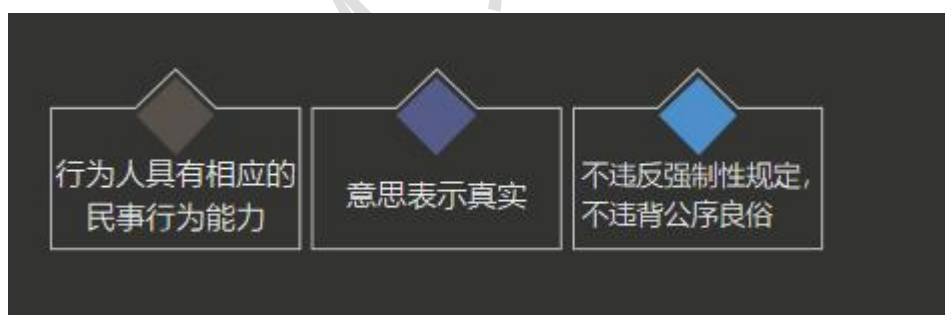 行为人具有相应的
民事行为能力
意思表示真实
不违反强制性规定，
不违背公序良俗